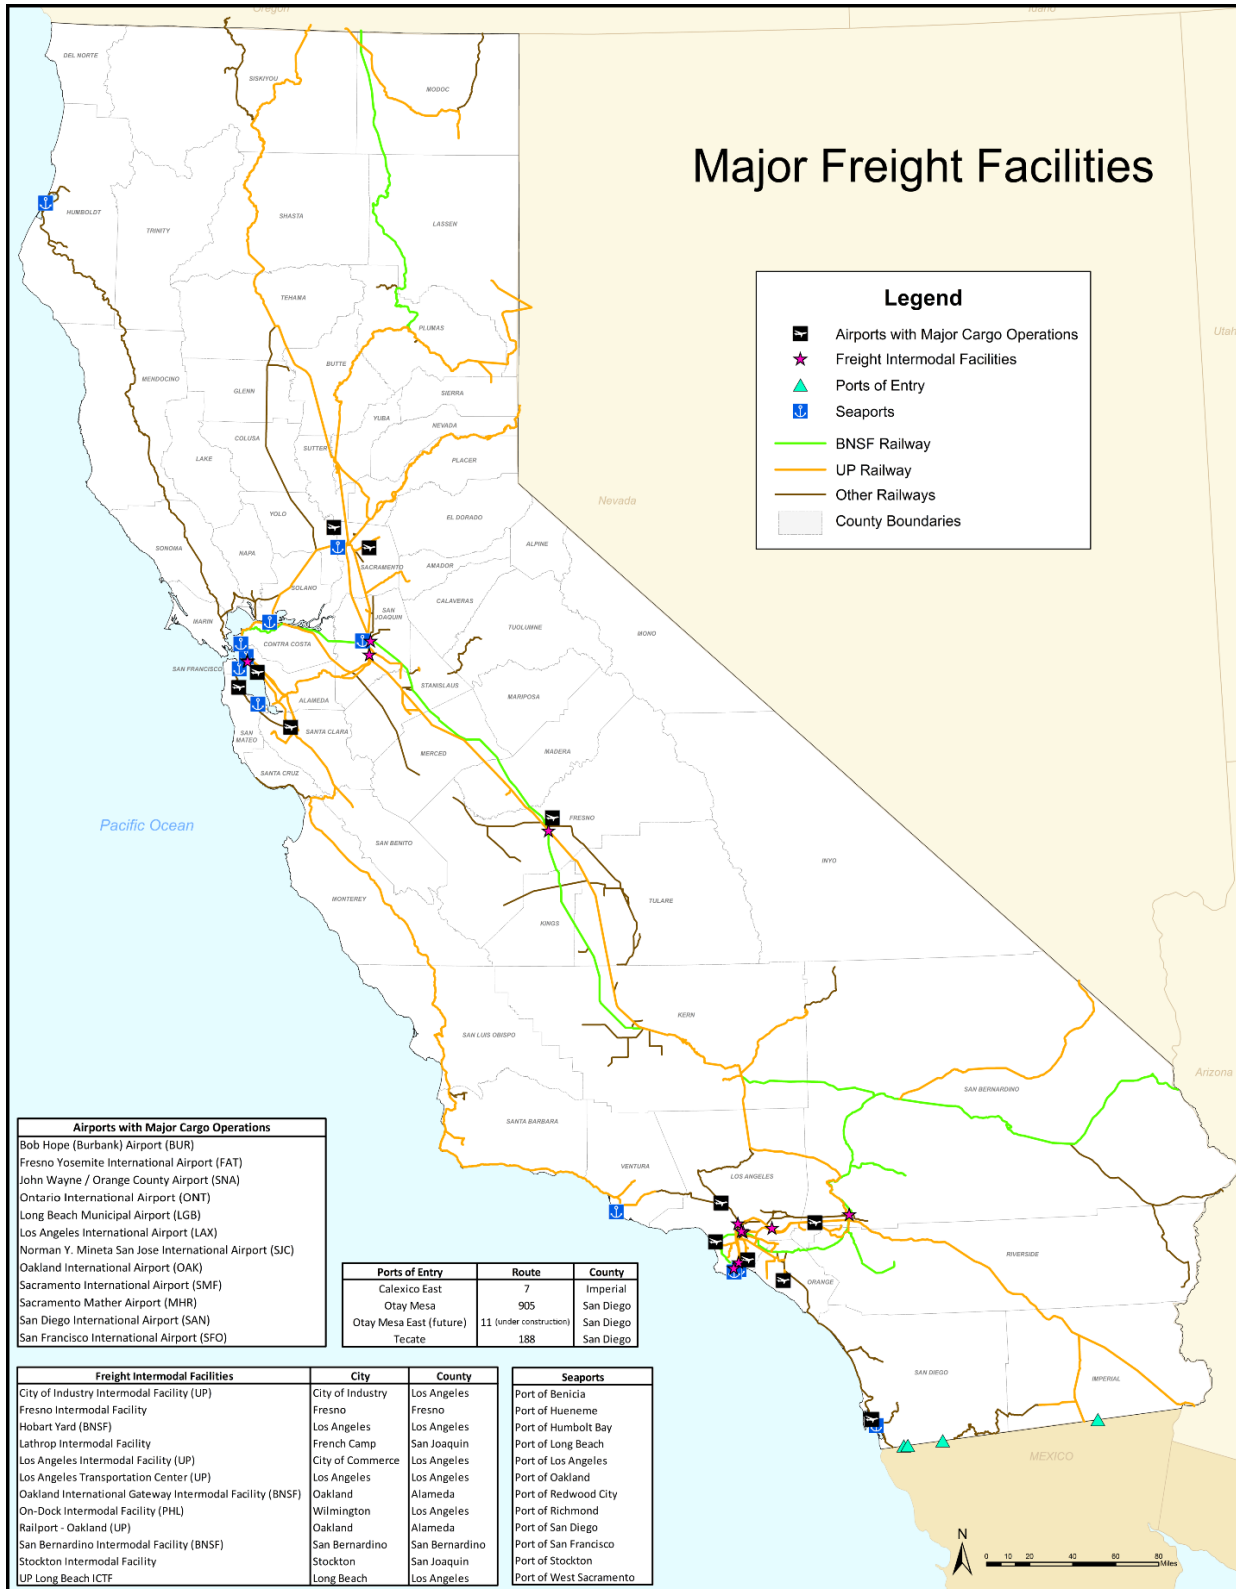 Oregon
Idaho
DEL NORTE
SISKIYOU
MODOC
Major Freight Facilities
HUMBOLDT
TRINITY
SHASTA
LASSEN
Legend
Airports with Major Cargo Operations
Freight Intermodal Facilities
Ports of Entry
Seaports
BNSF Railway
UP Railway
Other Railways
County Boundaries
Utah
TEHAMA
PLUMAS
MENDOCINO
GLENN
BUTTE
SIERRA
YUBA
NEVADA
COLUSA
SUTTER
LAKE
PLACER
Nevada
YOLO
EL DORADO
SONOMA
NAPA
ALPINE
SACRAMENTO
AMADOR
SOLANO
CALAVERAS
MARIN
SAN JOAQUIN
TUOLUMNE
MONO
CONTRA COSTA
SAN FRANCISCO
STANISLAUS
ALAMEDA
MARIPOSA
SAN MATEO
SANTA CLARA
MERCED
MADERA
SANTA CRUZ
Pacific Ocean
FRESNO
SAN BENITO
INYO
MONTEREY
TULARE
KINGS
SAN LUIS OBISPO
KERN
Arizona
SAN BERNARDINO
SANTA BARBARA
VENTURA
LOS ANGELES
RIVERSIDE
ORANGE
SAN DIEGO
IMPERIAL
MEXICO
Airports with Major Cargo Operations
Bob Hope (Burbank) Airport (BUR)
Fresno Yosemite International Airport (FAT)
John Wayne / Orange County Airport (SNA)
Ontario International Airport (ONT)
Long Beach Municipal Airport (LGB)
Los Angeles International Airport (LAX)
Norman Y. Mineta San Jose International Airport (SJC)
Oakland International Airport (OAK)
Sacramento International Airport (SMF)
Sacramento Mather Airport (MHR)
San Diego International Airport (SAN)
San Francisco International Airport (SFO)
Ports of Entry Route County
Calexico East 7 Imperial
Otay Mesa 905 San Diego
Otay Mesa East (future) 11 (under construction) San Diego
Tecate 188 San Diego
Freight Intermodal Facilities City County
City of Industry Intermodal Facility (UP) City of Industry Los Angeles
Fresno Intermodal Facility Fresno Fresno
Hobart Yard (BNSF) Los Angeles Los Angeles
Lathrop Intermodal Facility French Camp San Joaquin
Los Angeles Intermodal Facility (UP) City of Commerce Los Angeles
Los Angeles Transportation Center (UP) Los Angeles Los Angeles
Oakland International Gateway Intermodal Facility (BNSF) Oakland Alameda
On-Dock Intermodal Facility (PHL) Wilmington Los Angeles
Railport - Oakland (UP) Oakland Alameda
San Bernardino Intermodal Facility (BNSF) San Bernardino San Bernardino
Stockton Intermodal Facility Stockton San Joaquin
UP Long Beach ICTF Long Beach Los Angeles
Seaports
Port of Benicia
Port of Hueneme
Port of Humbolt Bay
Port of Long Beach
Port of Los Angeles
Port of Oakland
Port of Redwood City
Port of Richmond
Port of San Diego
Port of San Francisco
Port of Stockton
Port of West Sacramento
N
0 10 20 40 60 80
Miles